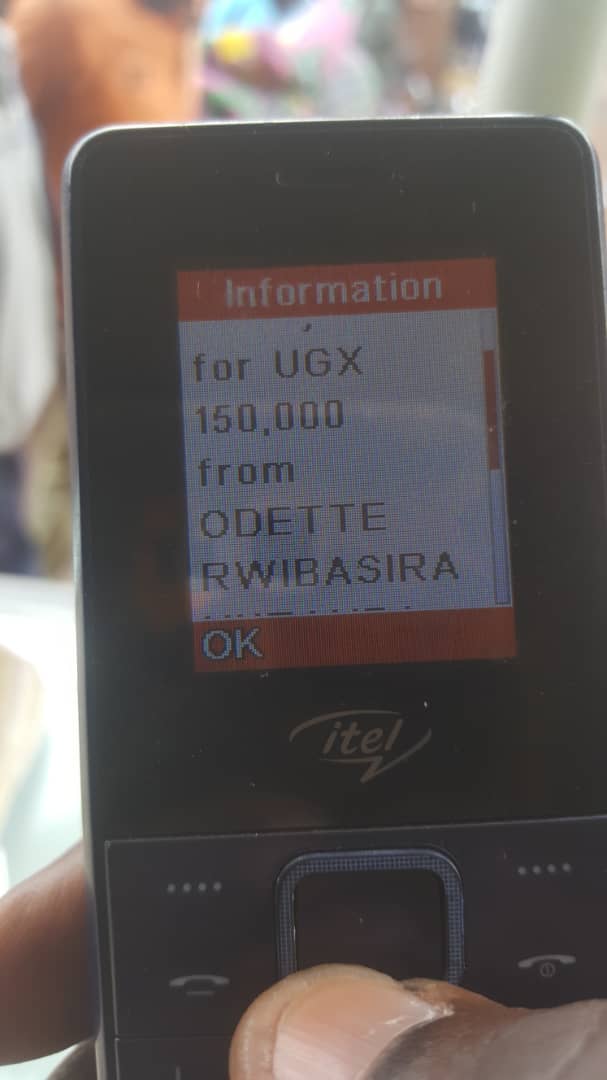 Information
for UGX
150,000
from
ODETTE
RWIBASIRA
OK
itel